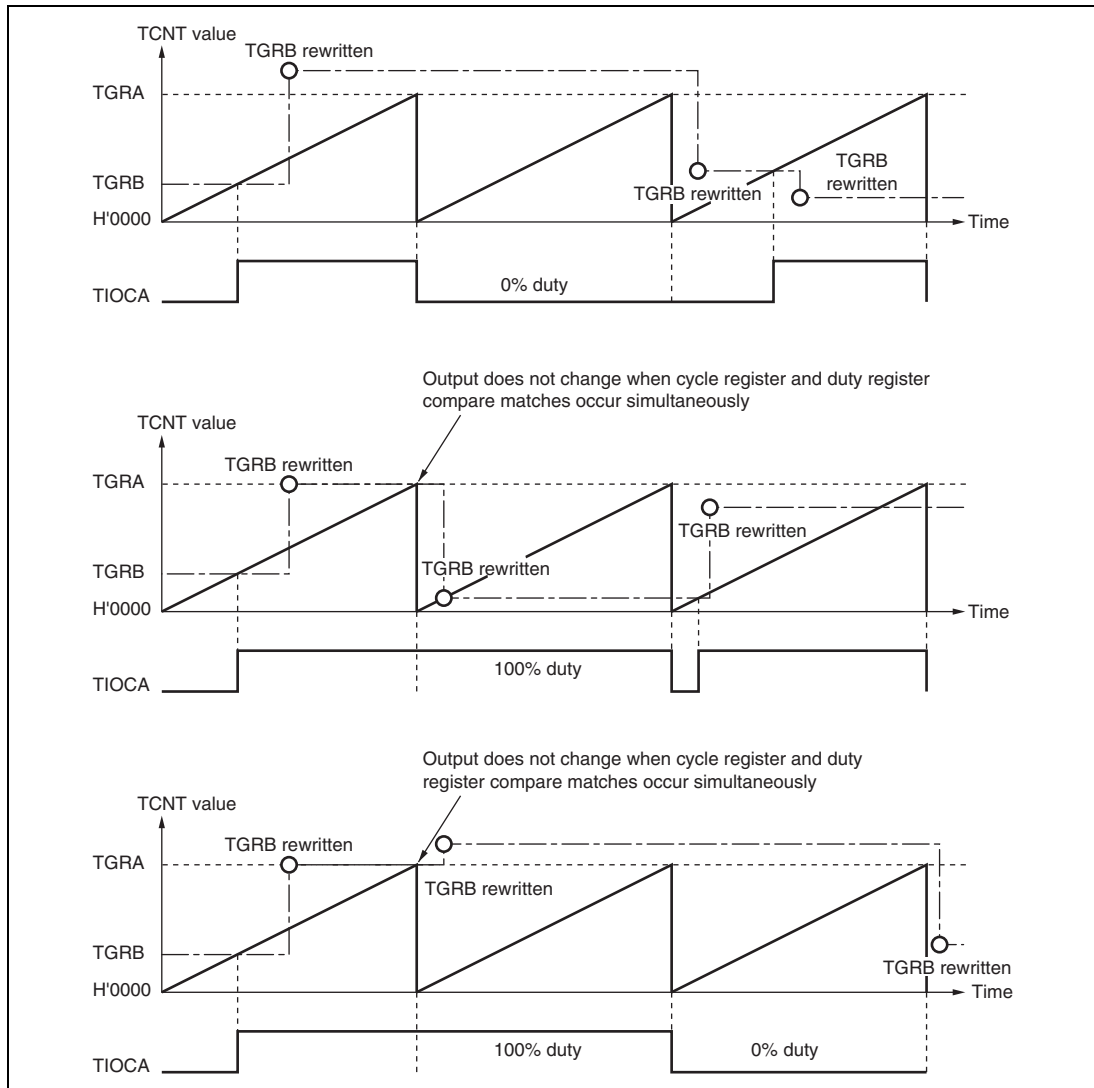 TCNT value
TGRB rewritten
TGRA
TGRB
rewritten
TGRB
TGRB rewritten
H'0000
Time
0% duty
TIOCA
Output does not change when cycle register and duty register
compare matches occur simultaneously
TCNT value
TGRB rewritten
TGRA
TGRB rewritten
TGRB
TGRB rewritten
H'0000
Time
100% duty
TIOCA
Output does not change when cycle register and duty
register compare matches occur simultaneously
TCNT value
TGRB rewritten
TGRA
TGRB rewritten
TGRB
TGRB rewritten
H'0000
Time
100% duty
0% duty
TIOCA